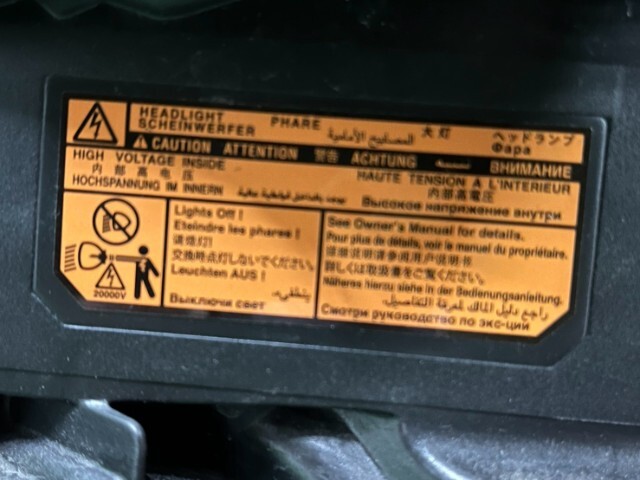 HEADLIGHT PHARE المصابيح الأمامية 大灯 ヘッドランプ
SCHEINWERFER Фара
CAUTION ATTENTION 警告 ACHTUNG تنبيه ВНИМАНИЕ
HIGH VOLTAGE INSIDE HAUTE TENSION A L'INTERIEUR
内部高电压 内部高電圧
HOCHSPANNUNG IM INNERN Высокое напряжение внутри
20000V
Lights Off !
Eteindre les phares !
请熄灯!
交換時点灯しないでください。
Leuchten AUS !
Выключи свет
See Owner's Manual for details.
Pour plus de détails, voir le manuel du propriétaire.
详细说明请参阅用户说明书
詳しくは取扱書をご覧ください。
Näheres hierzu siehe in der Bedienungsanleitung.
راجع دليل المالك لمعرفة التفاصيل.
Смотри руководство по экс-ции